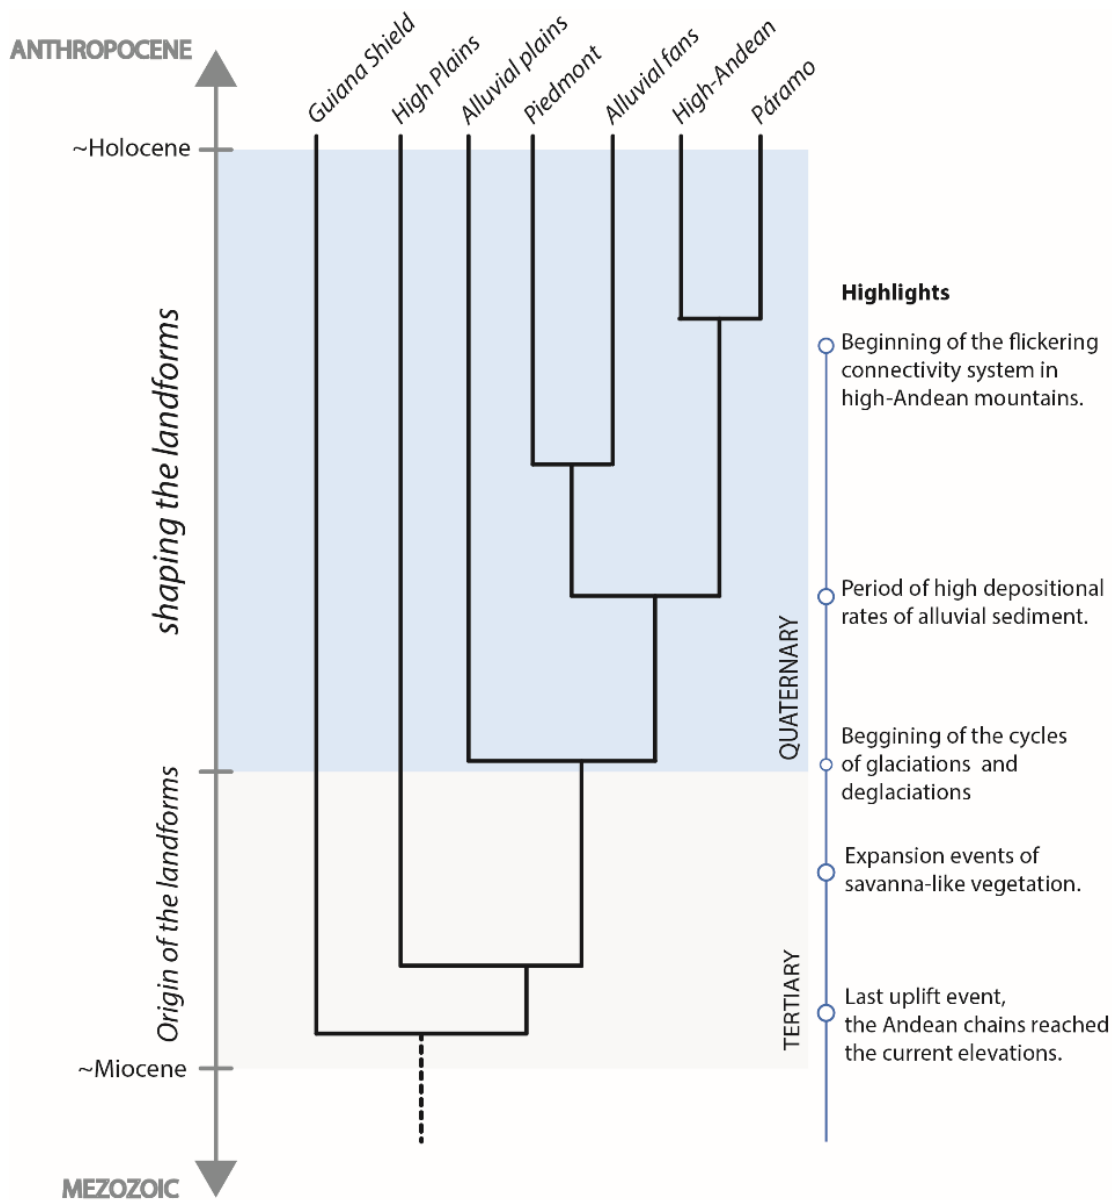 ANTHROPOCENE
Guiana Shield
High Plains
Alluvial plains
Piedmont
Alluvial fans
High-Andean
Páramo
~Holocene
shaping the landforms
Origin of the landforms
~Miocene
MEZOZOIC
QUATERNARY
TERTIARY
Highlights
Beginning of the flickering
connectivity system in
high-Andean mountains.
Period of high depositional
rates of alluvial sediment.
Beggining of the cycles
of glaciations and
deglaciations
Expansion events of
savanna-like vegetation.
Last uplift event,
the Andean chains reached
the current elevations.